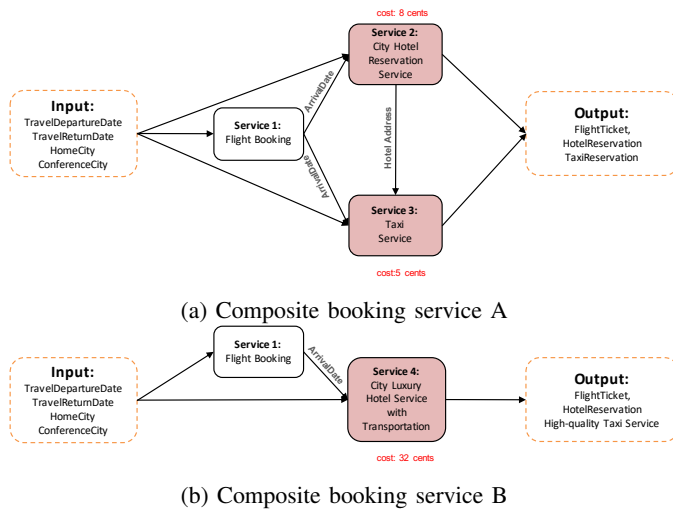 cost: 8 cents
Service 2:
City Hotel
Reservation
Service
Input:
TravelDepartureDate
TravelReturnDate
HomeCity
ConferenceCity
Service 1:
Flight Booking
ArrivalDate
ArrivalDate
Hotel Address
Output:
FlightTicket,
HotelReservation
TaxiReservation
Service 3:
Taxi
Service
cost:5 cents
(a) Composite booking service A
Service 1:
Flight Booking
ArrivalDate
Input:
TravelDepartureDate
TravelReturnDate
HomeCity
ConferenceCity
Service 4:
City Luxury
Hotel Service
with
Transportation
Output:
FlightTicket,
HotelReservation
High-quality Taxi Service
cost: 32 cents
(b) Composite booking service B